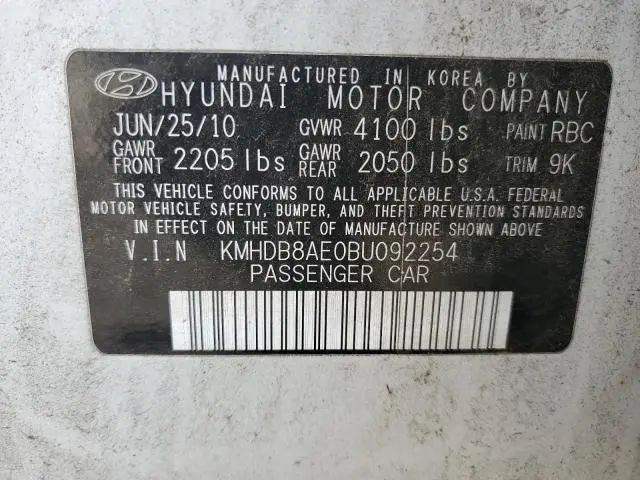 MANUFACTURED IN KOREA BY
HYUNDAI MOTOR COMPANY
JUN/25/10 GVWR 4100 lbs PAINT RBC
GAWR FRONT 2205 lbs GAWR REAR 2050 lbs TRIM 9K
THIS VEHICLE CONFORMS TO ALL APPLICABLE U.S.A. FEDERAL
MOTOR VEHICLE SAFETY, BUMPER, AND THEFT PREVENTION STANDARDS
IN EFFECT ON THE DATE OF MANUFACTURE SHOWN ABOVE
V.I.N KMHDB8AE0BU092254
PASSENGER CAR